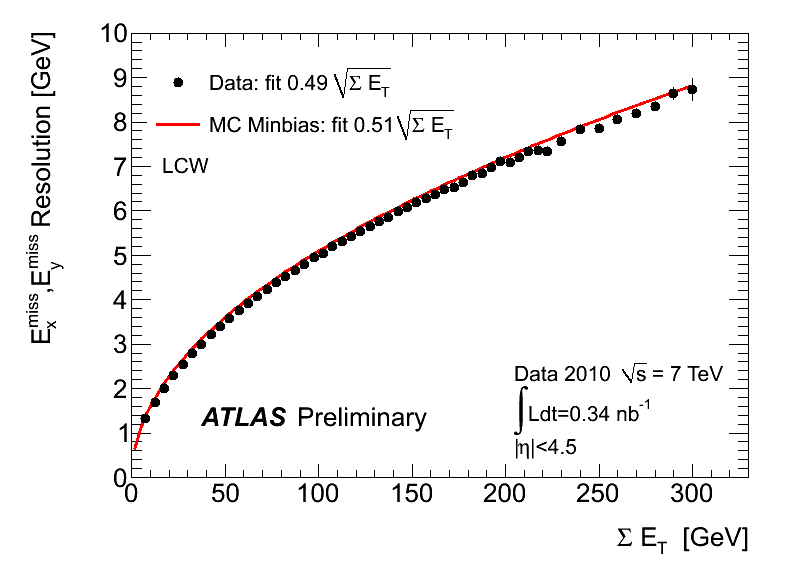 10
9
8
7
6
5
4
3
2
1
0
E_x^miss, E_y^miss Resolution [GeV]
Data: fit 0.49 √Σ E_T
MC Minbias: fit 0.51 √Σ E_T
LCW
ATLAS Preliminary
Data 2010 √s = 7 TeV
∫Ldt=0.34 nb⁻¹
|η|<4.5
0 50 100 150 200 250 300
Σ E_T [GeV]